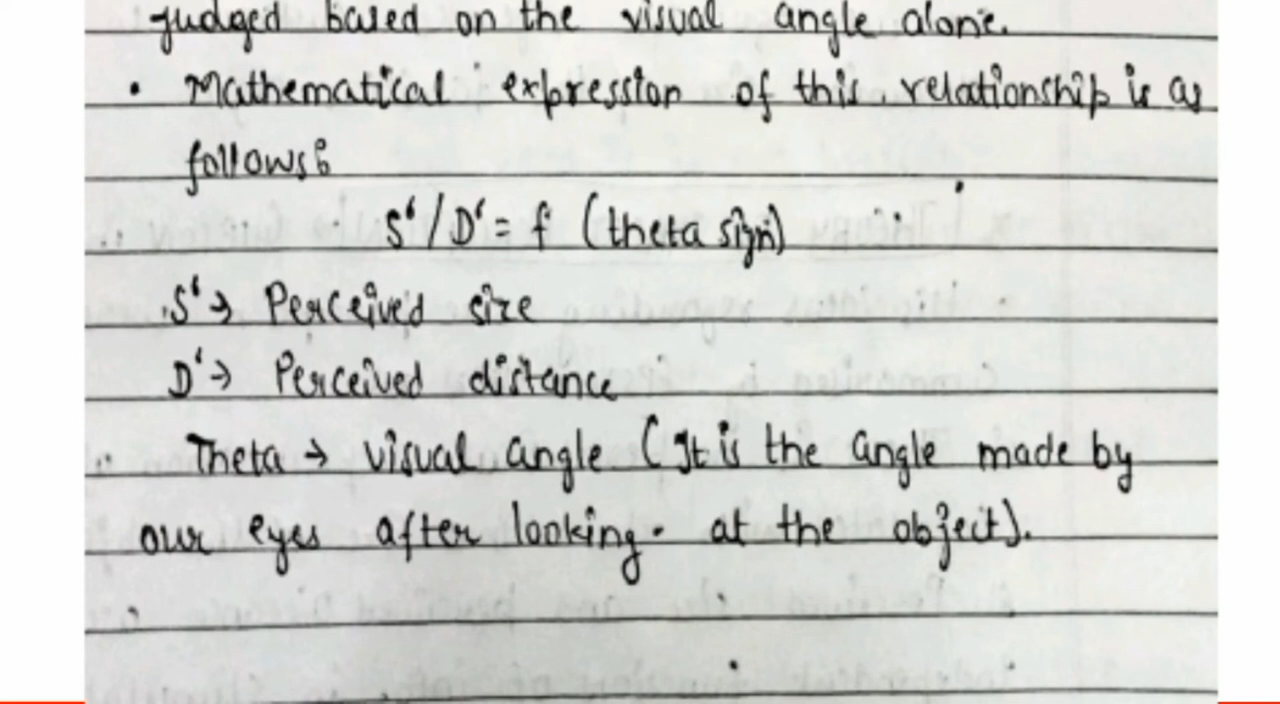 judged based on the visual angle alone.
• Mathematical expression of this relationship is as
follows:
S'/D' = f (theta sign)
S' → Perceived size
D' → Perceived distance
Theta → visual angle (It is the angle made by
our eyes after looking. at the object).